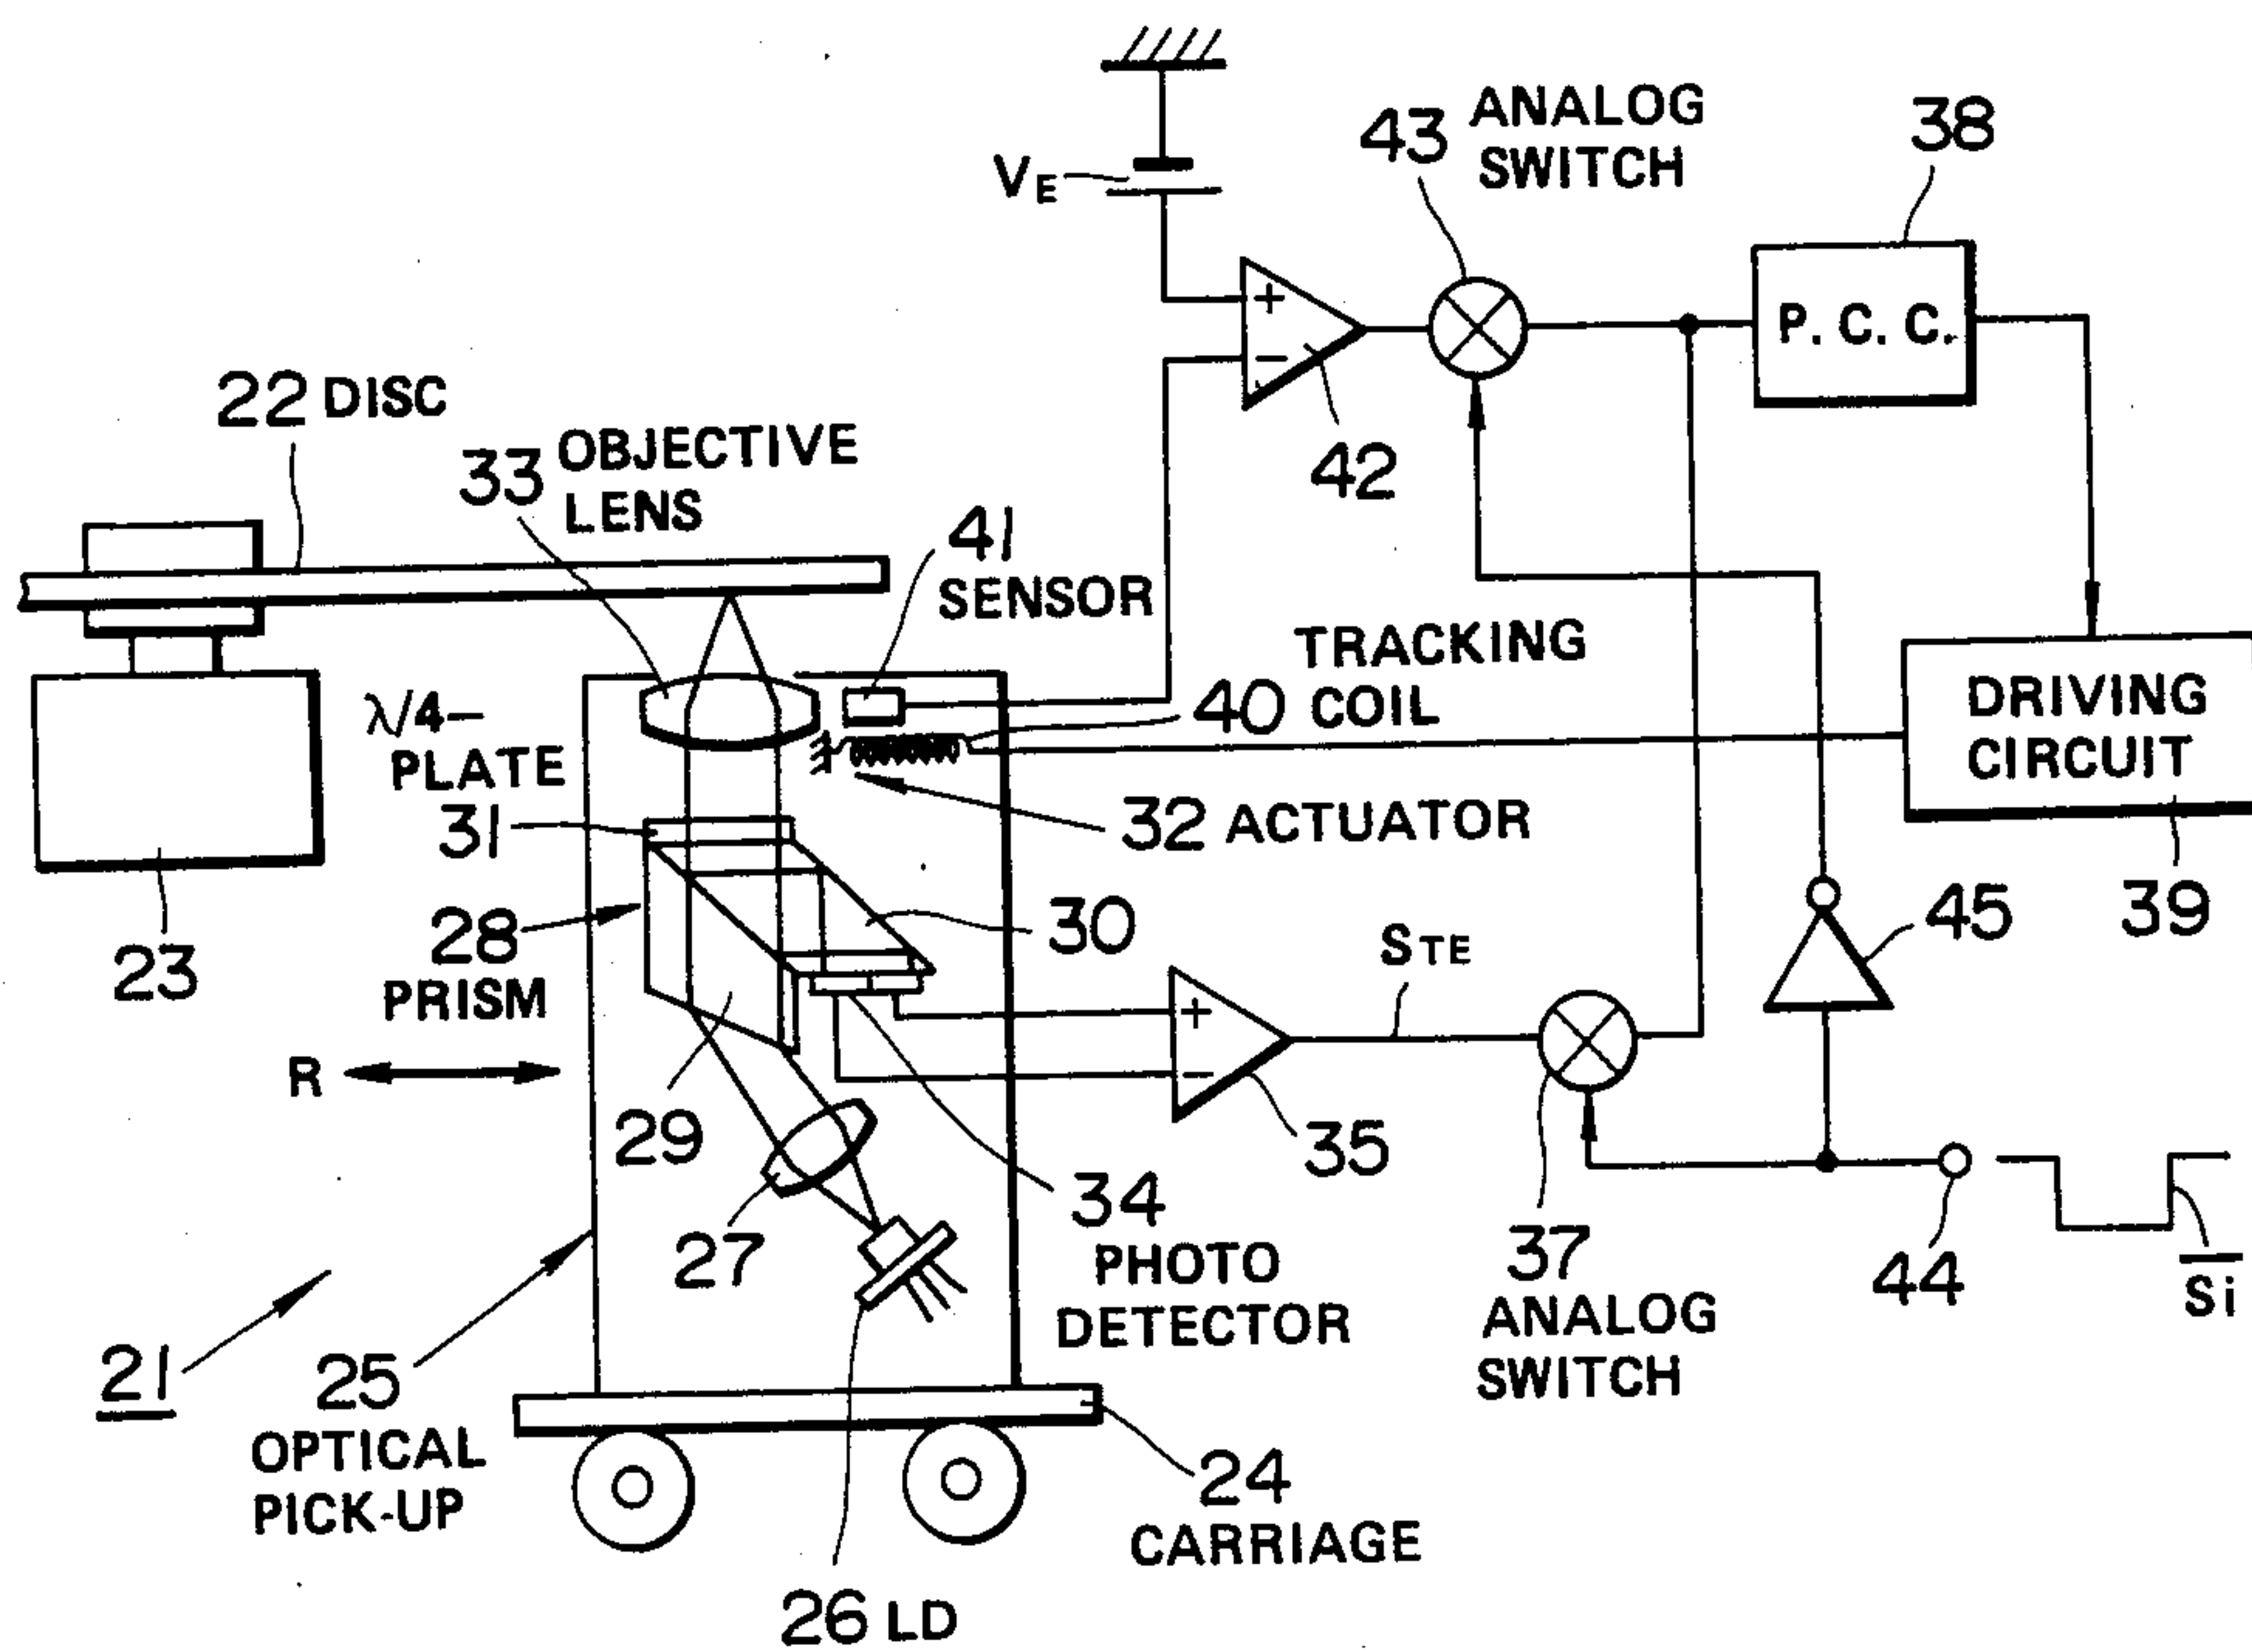 43 ANALOG
SWITCH
38
VE
+
−
P. C. C.
42
22 DISC
33 OBJECTIVE
LENS
41
SENSOR
TRACKING
40 COIL
DRIVING
CIRCUIT
λ/4−
PLATE
31
32 ACTUATOR
39
45
28
PRISM
30
23
STE
+
−
R
29
35
27
34
PHOTO
DETECTOR
37
ANALOG
SWITCH
44
S̅i̅
21
25
OPTICAL
PICK-UP
24
CARRIAGE
26 LD